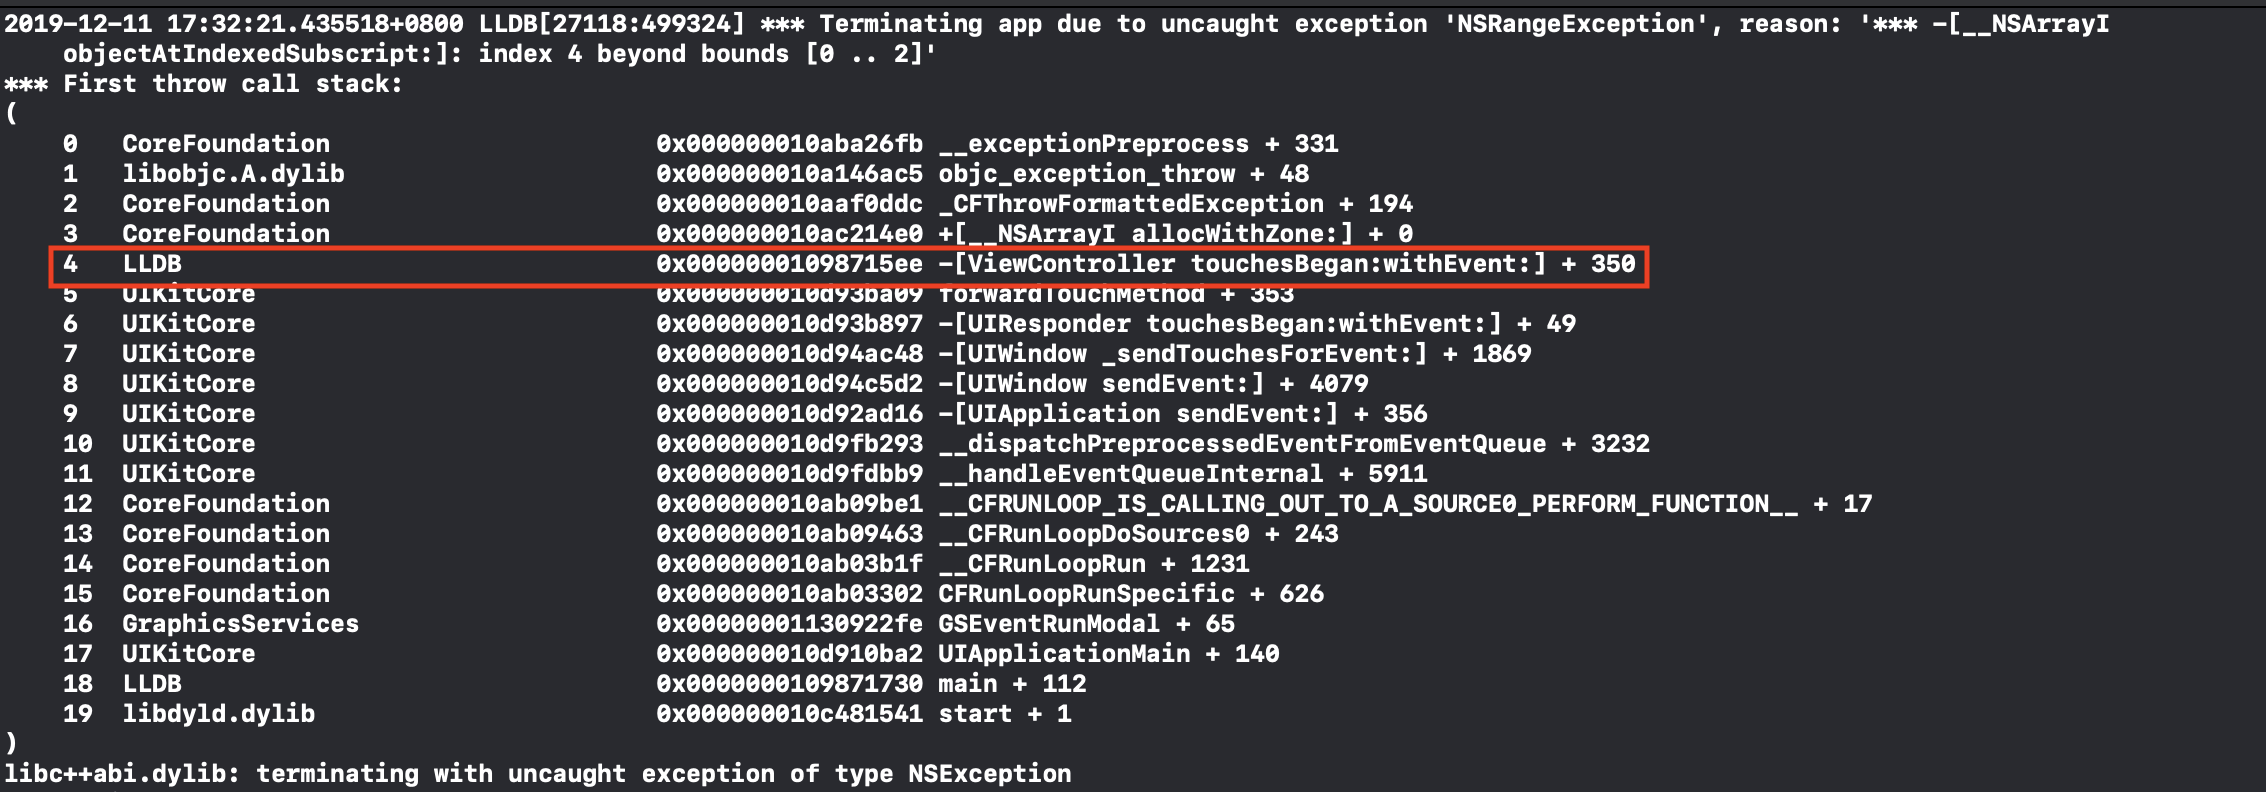 2019-12-11 17:32:21.435518+0800 LLDB[27118:499324] *** Terminating app due to uncaught exception 'NSRangeException', reason: '*** -[__NSArrayI
objectAtIndexedSubscript:]: index 4 beyond bounds [0 .. 2]'
*** First throw call stack:
(
0 CoreFoundation 0x000000010aba26fb __exceptionPreprocess + 331
1 libobjc.A.dylib 0x000000010a146ac5 objc_exception_throw + 48
2 CoreFoundation 0x000000010aaf0ddc _CFThrowFormattedException + 194
3 CoreFoundation 0x000000010ac214e0 +[__NSArrayI allocWithZone:] + 0
4 LLDB 0x00000001098715ee -[ViewController touchesBegan:withEvent:] + 350
5 UIKitCore 0x000000010d93ba09 forwardTouchMethod + 353
6 UIKitCore 0x000000010d93b897 -[UIResponder touchesBegan:withEvent:] + 49
7 UIKitCore 0x000000010d94ac48 -[UIWindow _sendTouchesForEvent:] + 1869
8 UIKitCore 0x000000010d94c5d2 -[UIWindow sendEvent:] + 4079
9 UIKitCore 0x000000010d92ad16 -[UIApplication sendEvent:] + 356
10 UIKitCore 0x000000010d9fb293 __dispatchPreprocessedEventFromEventQueue + 3232
11 UIKitCore 0x000000010d9fdbb9 __handleEventQueueInternal + 5911
12 CoreFoundation 0x000000010ab09be1 __CFRUNLOOP_IS_CALLING_OUT_TO_A_SOURCE0_PERFORM_FUNCTION__ + 17
13 CoreFoundation 0x000000010ab09463 __CFRunLoopDoSources0 + 243
14 CoreFoundation 0x000000010ab03b1f __CFRunLoopRun + 1231
15 CoreFoundation 0x000000010ab03302 CFRunLoopRunSpecific + 626
16 GraphicsServices 0x00000001130922fe GSEventRunModal + 65
17 UIKitCore 0x000000010d910ba2 UIApplicationMain + 140
18 LLDB 0x0000000109871730 main + 112
19 libdyld.dylib 0x000000010c481541 start + 1
)
libc++abi.dylib: terminating with uncaught exception of type NSException